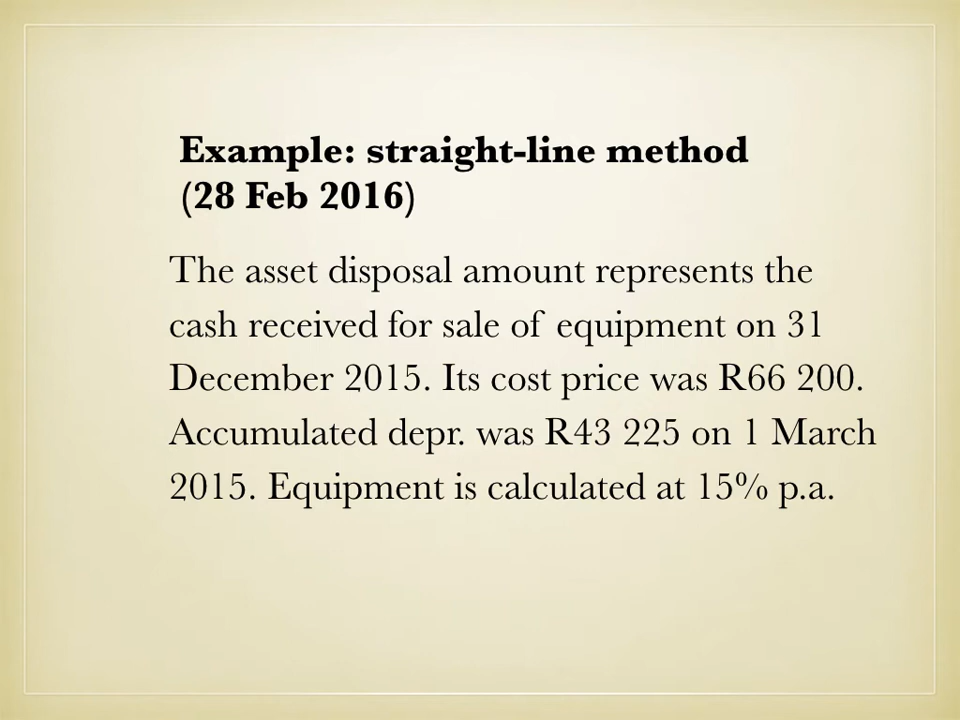 Example: straight-line method
(28 Feb 2016)
The asset disposal amount represents the
cash received for sale of equipment on 31
December 2015. Its cost price was R66 200.
Accumulated depr. was R43 225 on 1 March
2015. Equipment is calculated at 15% p.a.